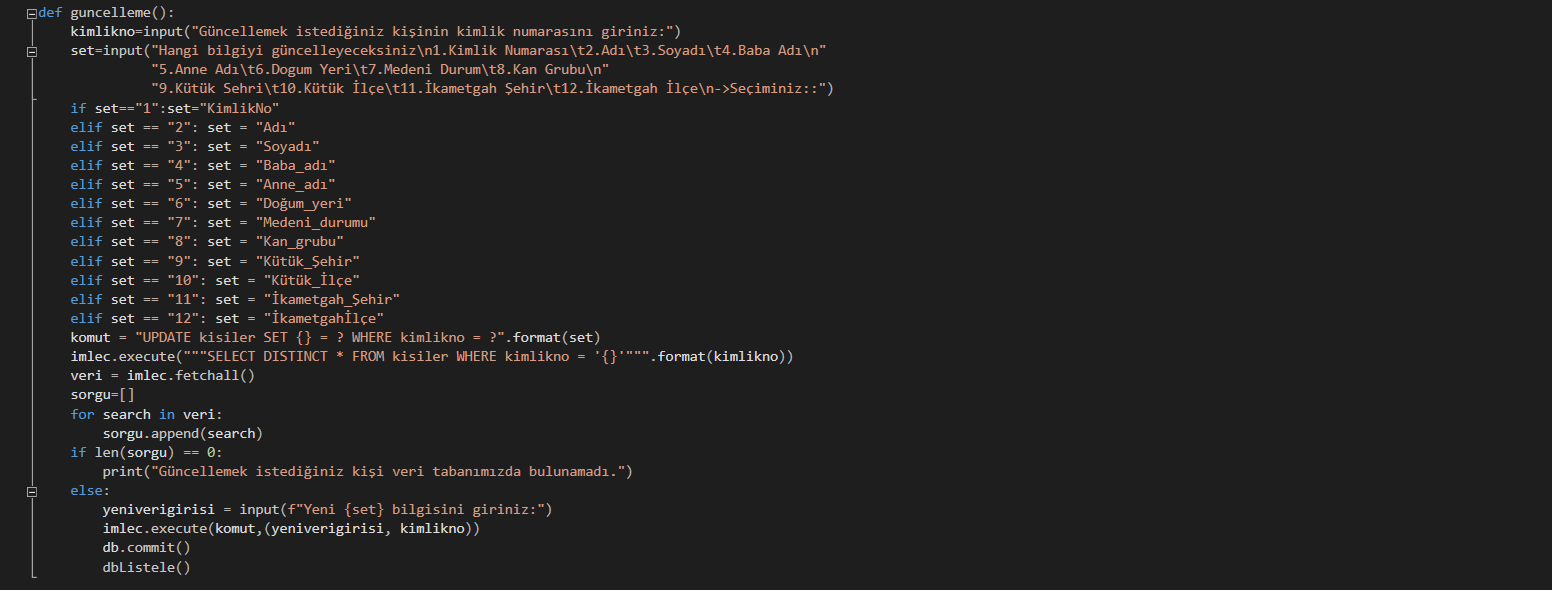 def guncelleme():
    kimlikno=input("Güncellemek istediğiniz kişinin kimlik numarasını giriniz:")
    set=input("Hangi bilgiyi güncelleyeceksiniz\n1.Kimlik Numarası\t2.Adı\t3.Soyadı\t4.Baba Adı\n"
              "5.Anne Adı\t6.Dogum Yeri\t7.Medeni Durum\t8.Kan Grubu\n"
              "9.Kütük Sehri\t10.Kütük İlçe\t11.İkametgah Şehir\t12.İkametgah İlçe\n->Seçiminiz::")
    if set=="1":set="KimlikNo"
    elif set == "2": set = "Adı"
    elif set == "3": set = "Soyadı"
    elif set == "4": set = "Baba_adı"
    elif set == "5": set = "Anne_adı"
    elif set == "6": set = "Doğum_yeri"
    elif set == "7": set = "Medeni_durumu"
    elif set == "8": set = "Kan_grubu"
    elif set == "9": set = "Kütük_Şehir"
    elif set == "10": set = "Kütük_İlçe"
    elif set == "11": set = "İkametgah_Şehir"
    elif set == "12": set = "İkametgahİlçe"
    komut = "UPDATE kisiler SET {} = ? WHERE kimlikno = ?".format(set)
    imlec.execute("""SELECT DISTINCT * FROM kisiler WHERE kimlikno = '{}'""".format(kimlikno))
    veri = imlec.fetchall()
    sorgu=[]
    for search in veri:
        sorgu.append(search)
    if len(sorgu) == 0:
        print("Güncellemek istediğiniz kişi veri tabanımızda bulunamadı.")
    else:
        yeniverigirisi = input(f"Yeni {set} bilgisini giriniz:")
        imlec.execute(komut,(yeniverigirisi, kimlikno))
        db.commit()
        dbListele()